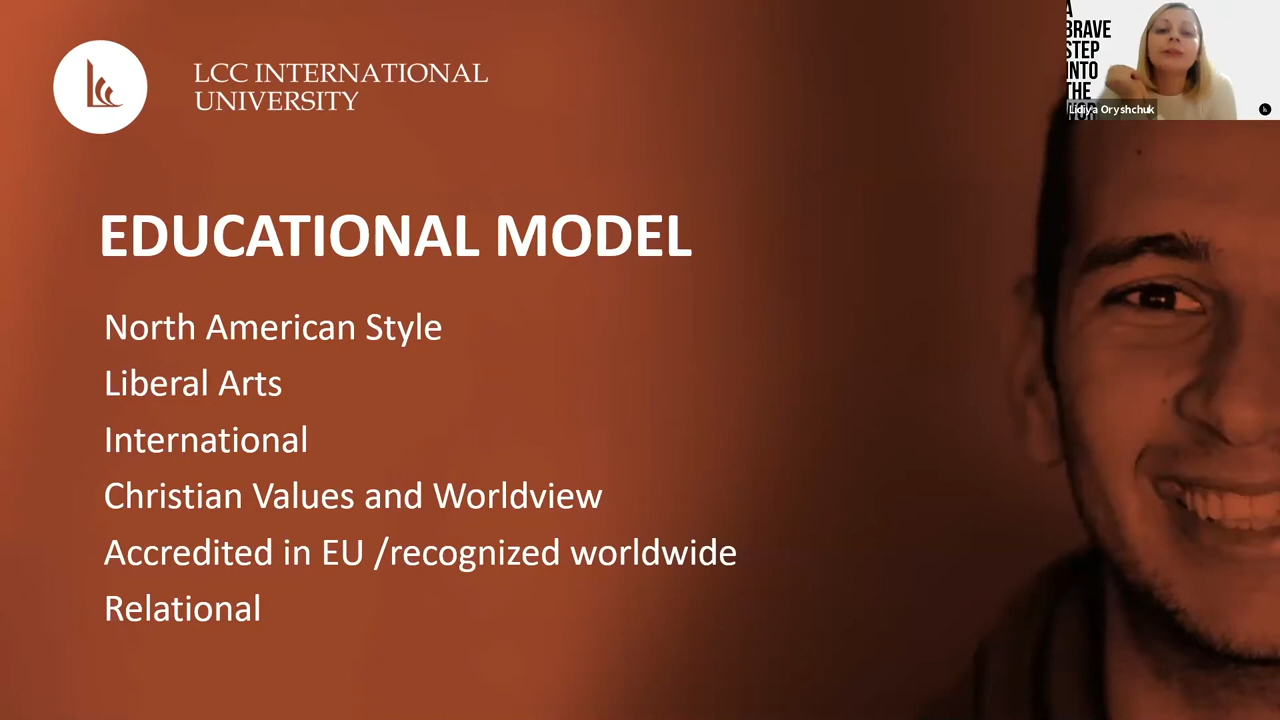 LCC INTERNATIONAL
UNIVERSITY
EDUCATIONAL MODEL
North American Style
Liberal Arts
International
Christian Values and Worldview
Accredited in EU /recognized worldwide
Relational
A
BRAVE
STEP
INTO
THE
Lidiya Oryshchuk